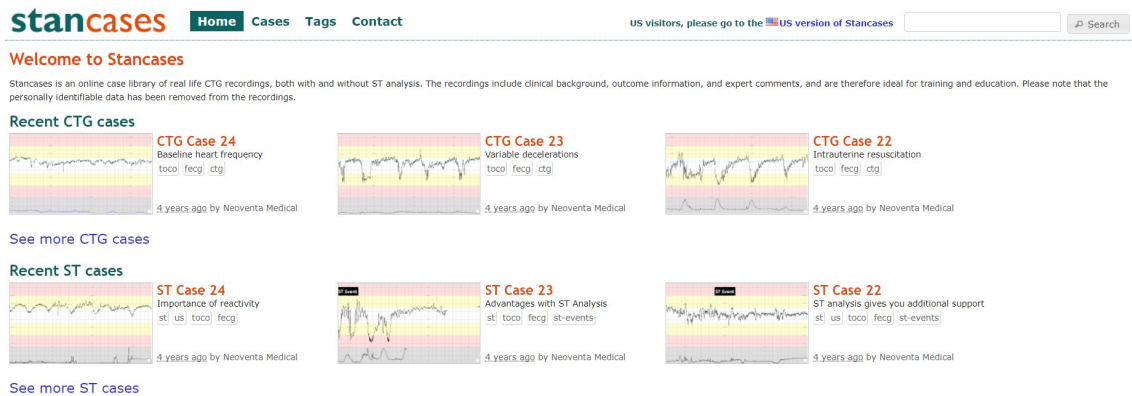 stancases
Home Cases Tags Contact
US visitors, please go to the US version of Stancases
Search
Welcome to Stancases
Stancases is an online case library of real life CTG recordings, both with and without ST analysis. The recordings include clinical background, outcome information, and expert comments, and are therefore ideal for training and education. Please note that the
personally identifiable data has been removed from the recordings.
Recent CTG cases
CTG Case 24
Baseline heart frequency
toco fecg ctg
4 years ago by Neoventa Medical
CTG Case 23
Variable decelerations
toco fecg ctg
4 years ago by Neoventa Medical
CTG Case 22
Intrauterine resuscitation
toco fecg ctg
4 years ago by Neoventa Medical
See more CTG cases
Recent ST cases
ST Case 24
Importance of reactivity
st us toco fecg
4 years ago by Neoventa Medical
ST Event
ST Case 23
Advantages with ST Analysis
st toco fecg st-events
4 years ago by Neoventa Medical
ST Event
ST Case 22
ST analysis gives you additional support
st us toco fecg st-events
4 years ago by Neoventa Medical
See more ST cases